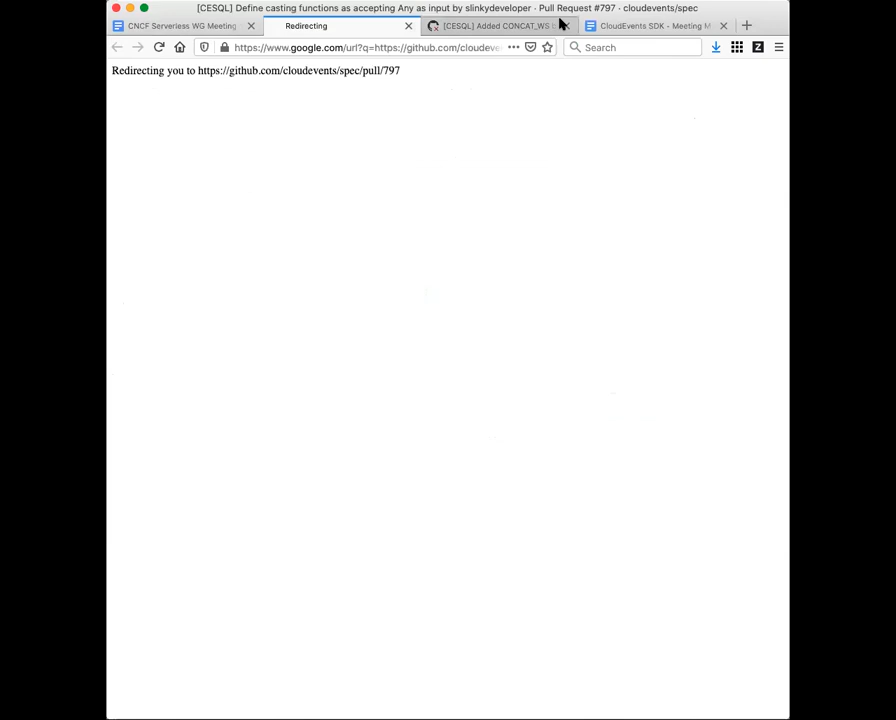 [CESQL] Define casting functions as accepting Any as input by slinkydeveloper · Pull Request #797 · cloudevents/spec
CNCF Serverless WG Meeting
Redirecting
[CESQL] Added CONCAT_WS b
CloudEvents SDK - Meeting M
https://www.google.com/url?q=https://github.com/cloudeve
Search
Redirecting you to https://github.com/cloudevents/spec/pull/797